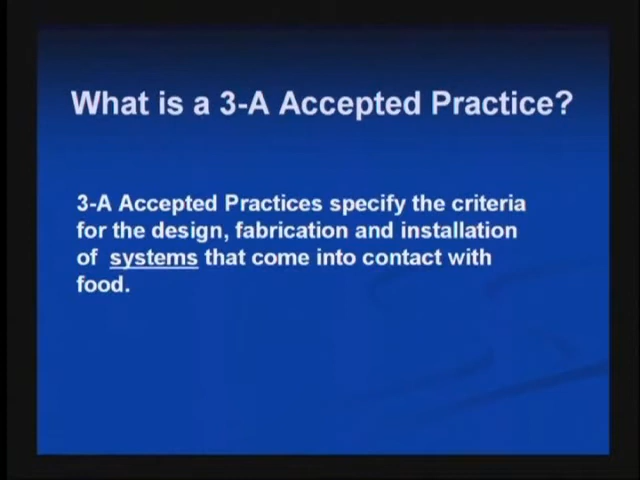 What is a 3-A Accepted Practice?
3-A Accepted Practices specify the criteria
for the design, fabrication and installation
of systems that come into contact with
food.